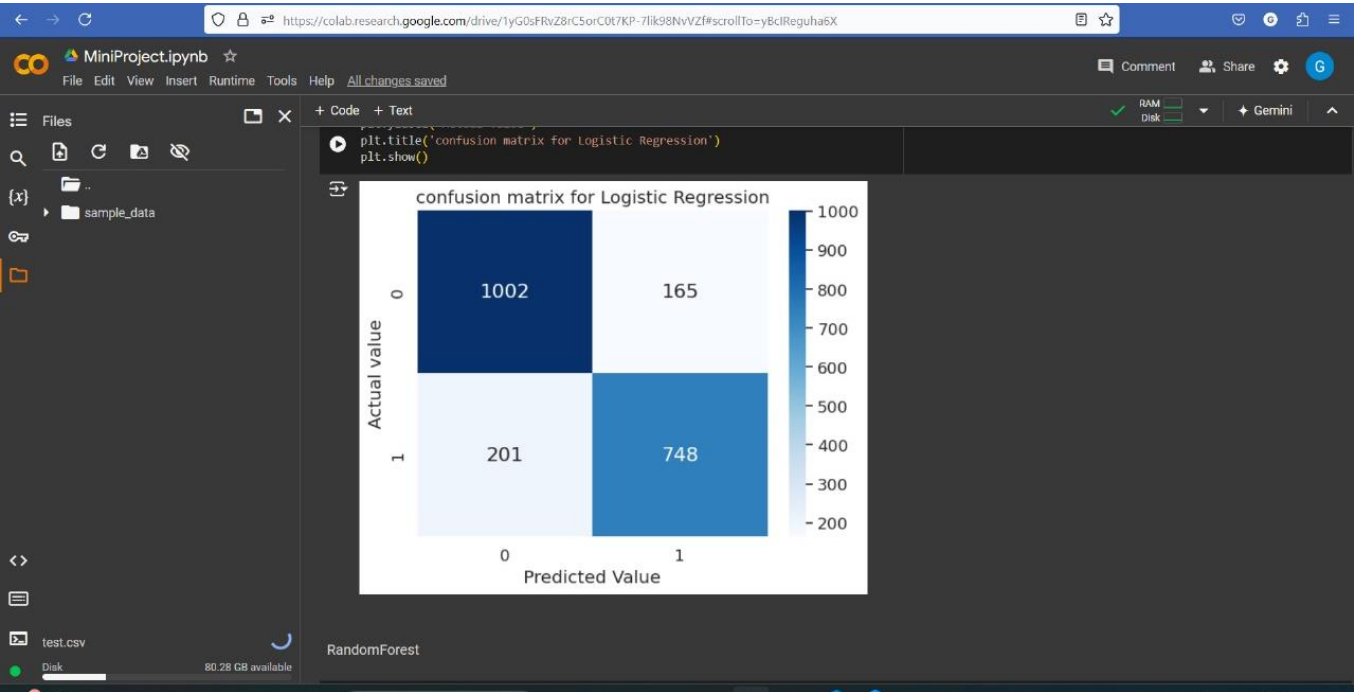 https://colab.research.google.com/drive/1yG0sFRvZ8rC5orC0t7KP-7lik98NvVZf#scrollTo=yBcIReguha6X
MiniProject.ipynb
File Edit View Insert Runtime Tools Help All changes saved
Comment
Share
G
Files
+ Code + Text
RAM
Disk
Gemini
plt.title('confusion matrix for Logistic Regression')
plt.show()
..
sample_data
{x}
confusion matrix for Logistic Regression
1002 165
201 748
0
1
Actual value
0 1
Predicted Value
1000
900
800
700
600
500
400
300
200
test.csv
Disk 80.28 GB available
RandomForest